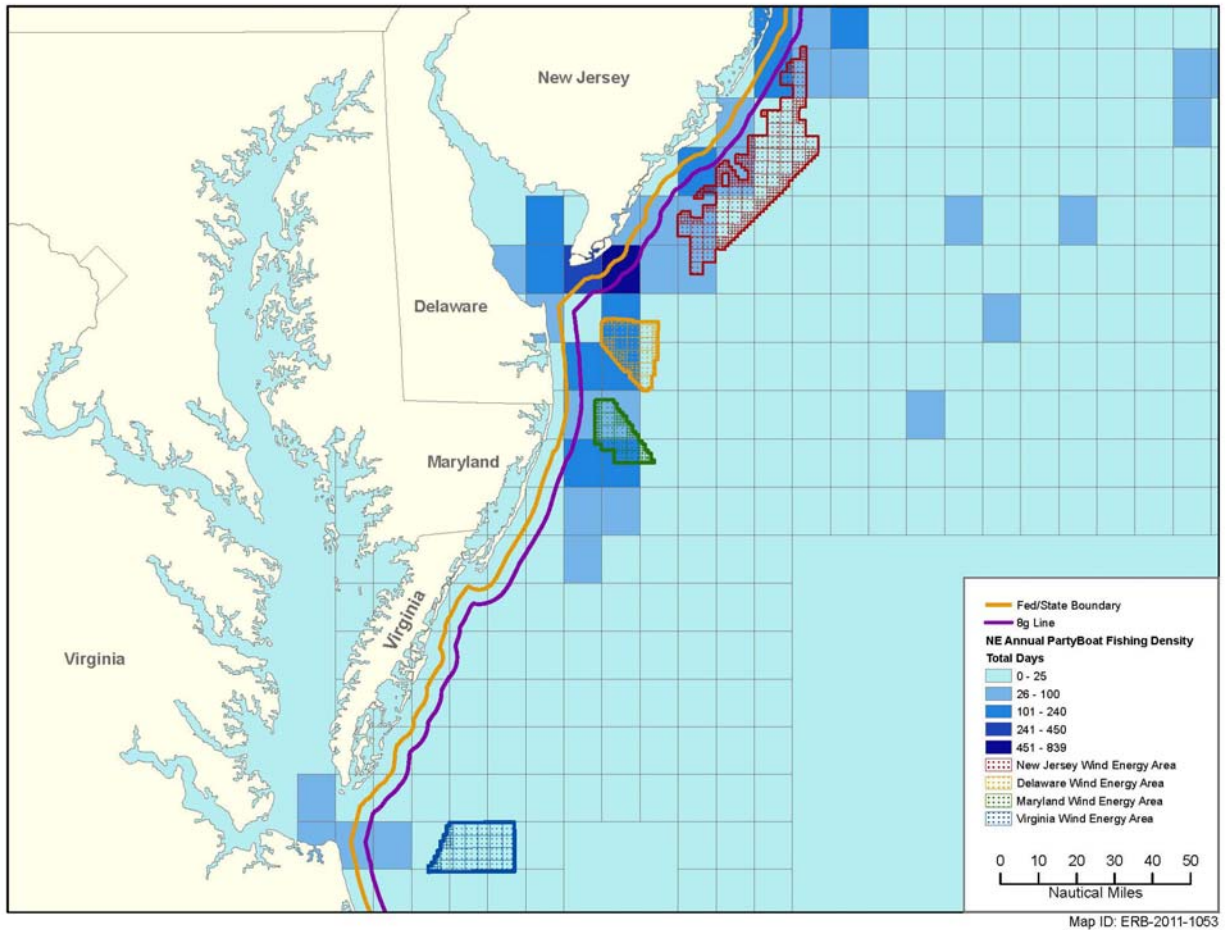 New Jersey
Delaware
Maryland
Virginia
Virginia
Fed/State Boundary
8g Line
NE Annual PartyBoat Fishing Density
Total Days
0 - 25
26 - 100
101 - 240
241 - 450
451 - 839
New Jersey Wind Energy Area
Delaware Wind Energy Area
Maryland Wind Energy Area
Virginia Wind Energy Area
0 10 20 30 40 50
Nautical Miles
Map ID: ERB-2011-1053